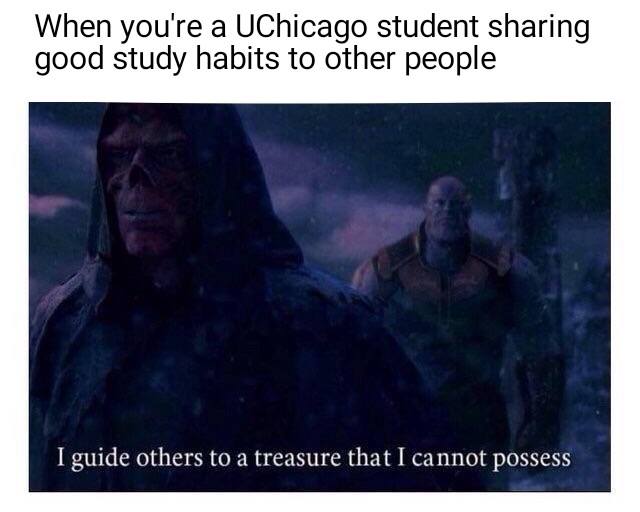 When you're a UChicago student sharing
good study habits to other people
I guide others to a treasure that I cannot possess